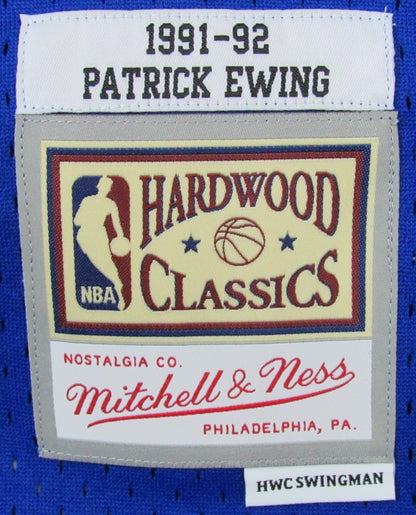 1991-92
PATRICK EWING
HARDWOOD
NBA
CLASSICS
NOSTALGIA CO.
Mitchell & Ness
PHILADELPHIA, PA.
HWC SWINGMAN